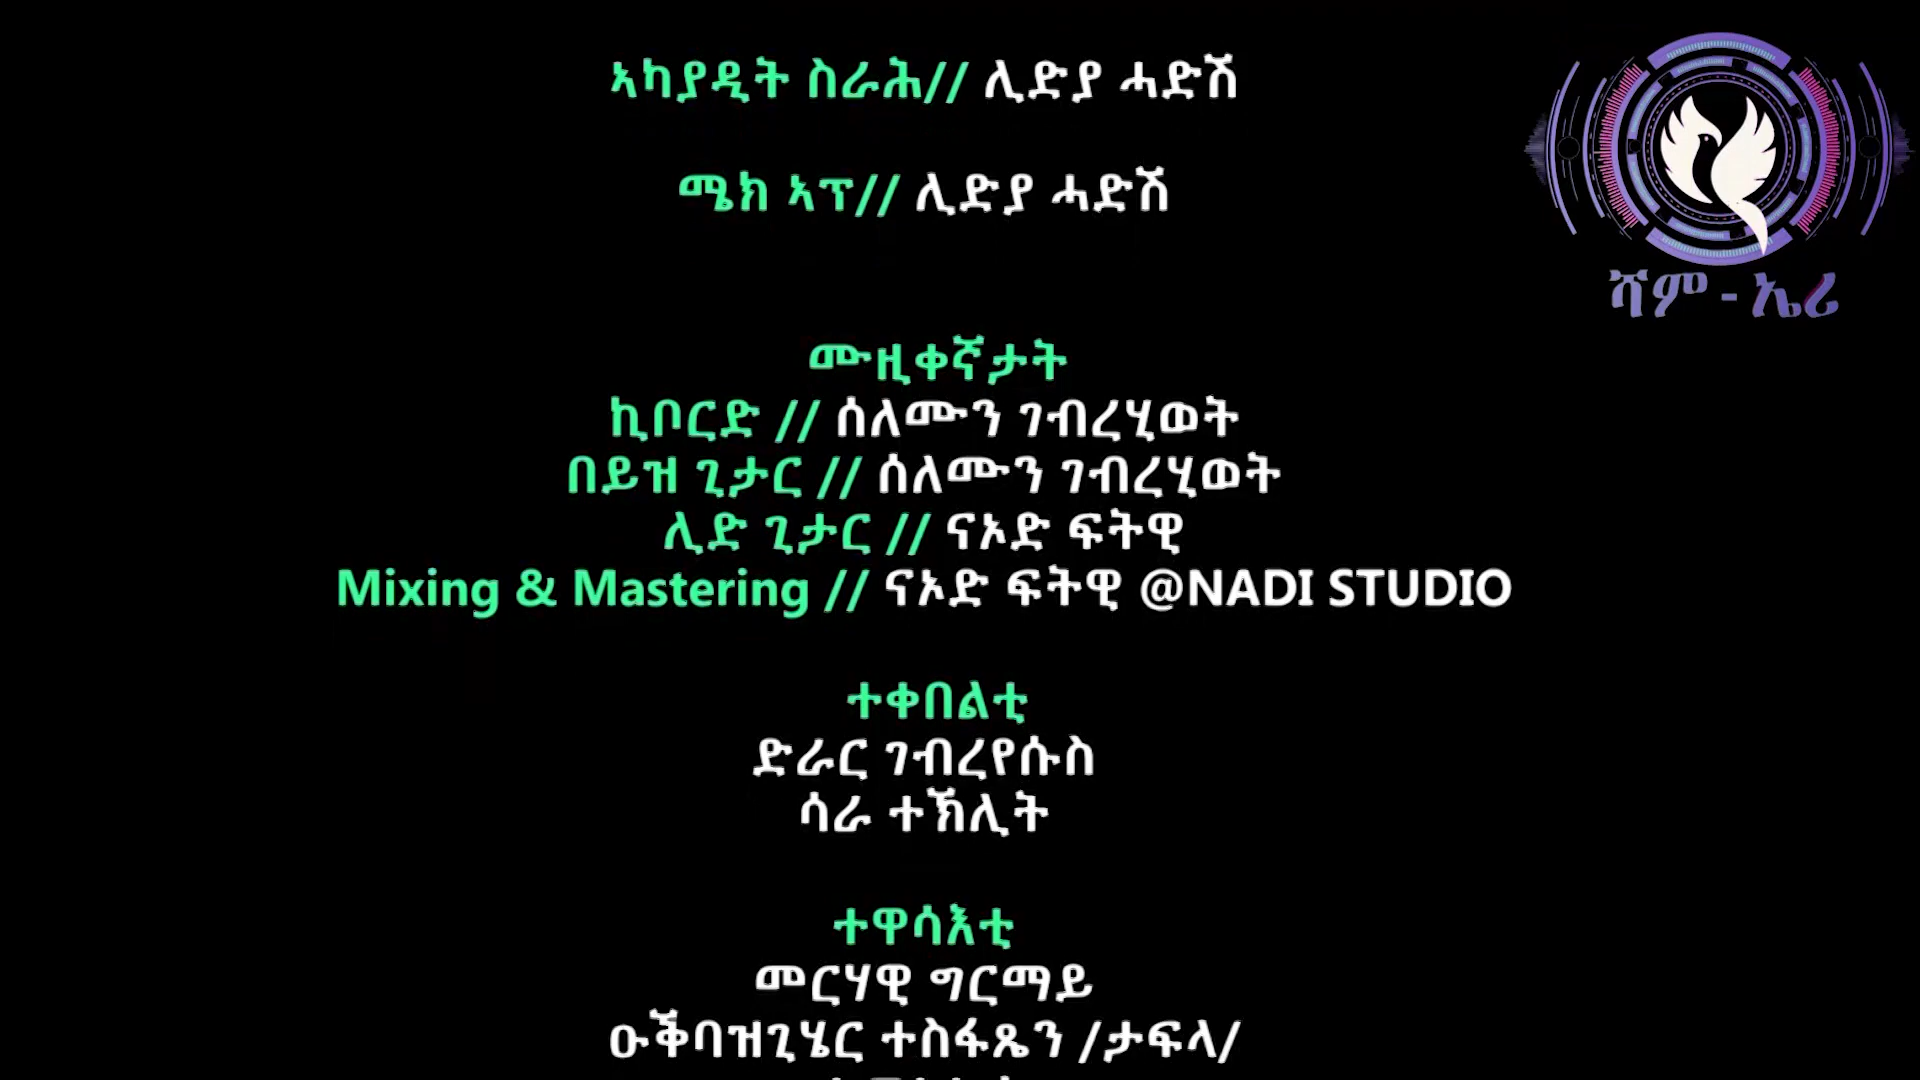 ኣካያዲት ስራሕ// ሊድያ ሓድሽ
ሜክ ኣፕ// ሊድያ ሓድሽ
ሻም - ኤሪ
ሙዚቀኛታት
ኪቦርድ // ሰለሙን ገብረሂወት
በይዝ ጊታር // ሰለሙን ገብረሂወት
ሊድ ጊታር // ናኦድ ፍትዊ
Mixing & Mastering // ናኦድ ፍትዊ @NADI STUDIO
ተቀበልቲ
ድራር ገብረየሱስ
ሳራ ተኽሊት
ተዋሳእቲ
መርሃዊ ግርማይ
ዑቕባዝጊሄር ተስፋጼን /ታፍላ/